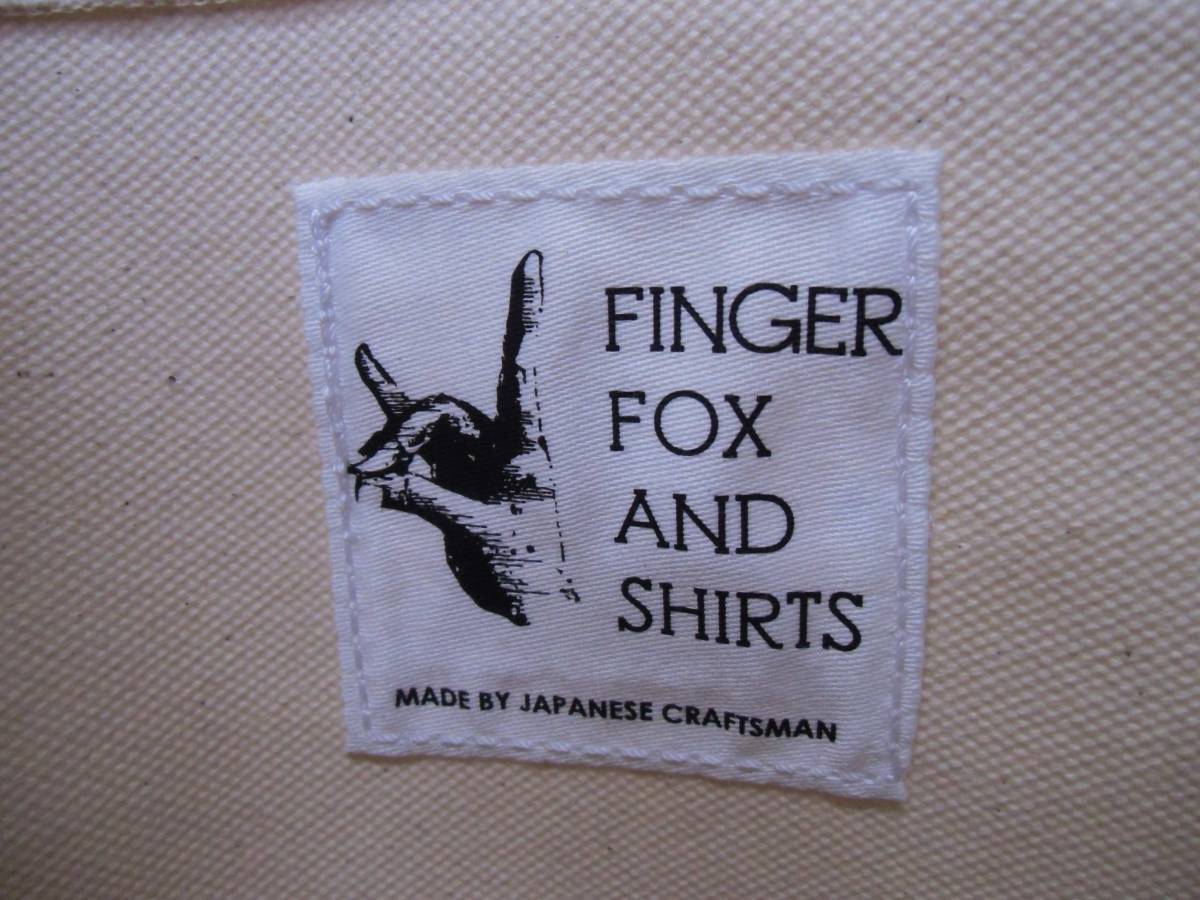 FINGER
FOX
AND
SHIRTS
MADE BY JAPANESE CRAFTSMAN